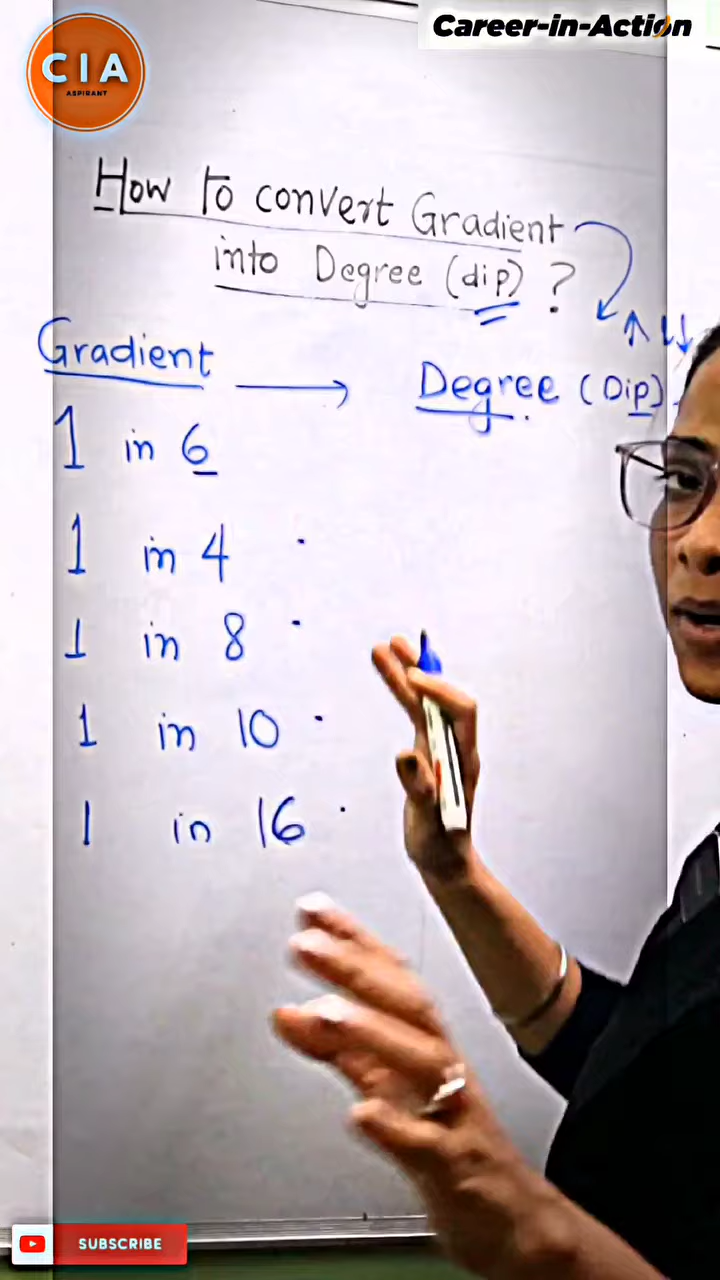 Career-in-Action
CIA
ASPIRANT
How to convert Gradient
into Degree (dip) ?
Gradient
Degree (Dip)
1 in 6
1 in 4
1 in 8
1 in 10
1 in 16
SUBSCRIBE